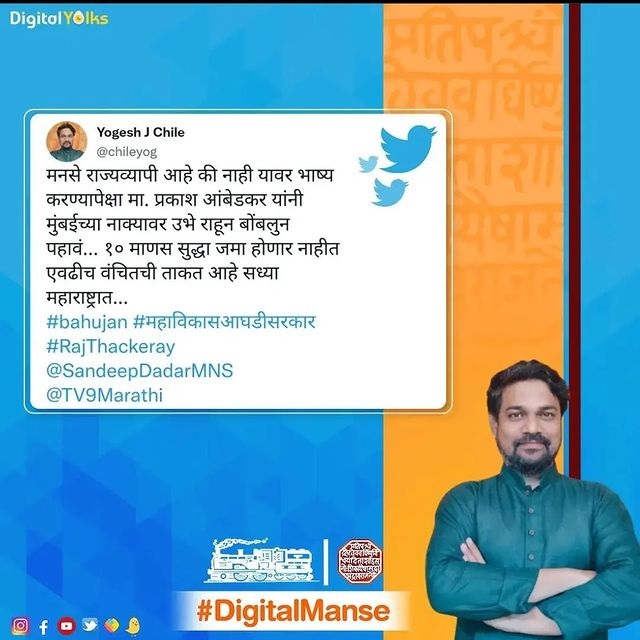 DigitalYolks
Yogesh J Chile
@chileyog
मनसे राज्यव्यापी आहे की नाही यावर भाष्य
करण्यापेक्षा मा. प्रकाश आंबेडकर यांनी
मुंबईच्या नाक्यावर उभे राहून बोंबलुन
पहावं... १० माणस सुद्धा जमा होणार नाहीत
एवढीच वंचितची ताकत आहे सध्या
महाराष्ट्रात...
#bahujan #महाविकासआघडीसरकार
#RajThackeray
@SandeepDadarMNS
@TV9Marathi
#DigitalManse